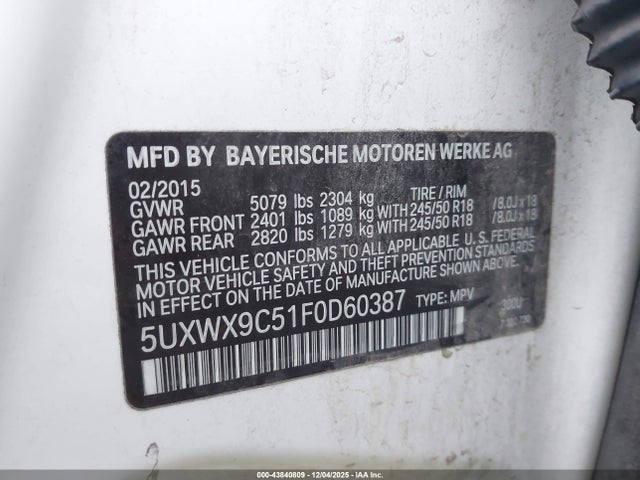 MFD BY BAYERISCHE MOTOREN WERKE AG
02/2015 TIRE / RIM
GVWR 5079 lbs 2304 kg
GAWR FRONT 2401 lbs 1089 kg WITH 245/50 R18 /8.0J x 18
GAWR REAR 2820 lbs 1279 kg WITH 245/50 R18 /8.0J x 18
THIS VEHICLE CONFORMS TO ALL APPLICABLE U. S. FEDERAL
MOTOR VEHICLE SAFETY AND THEFT PREVENTION STANDARDS
IN EFFECT ON THE DATE OF MANUFACTURE SHOWN ABOVE.
5UXWX9C51F0D60387 TYPE: MPV 300U
000-43840809 | 12/04/2025 | IAA Inc.